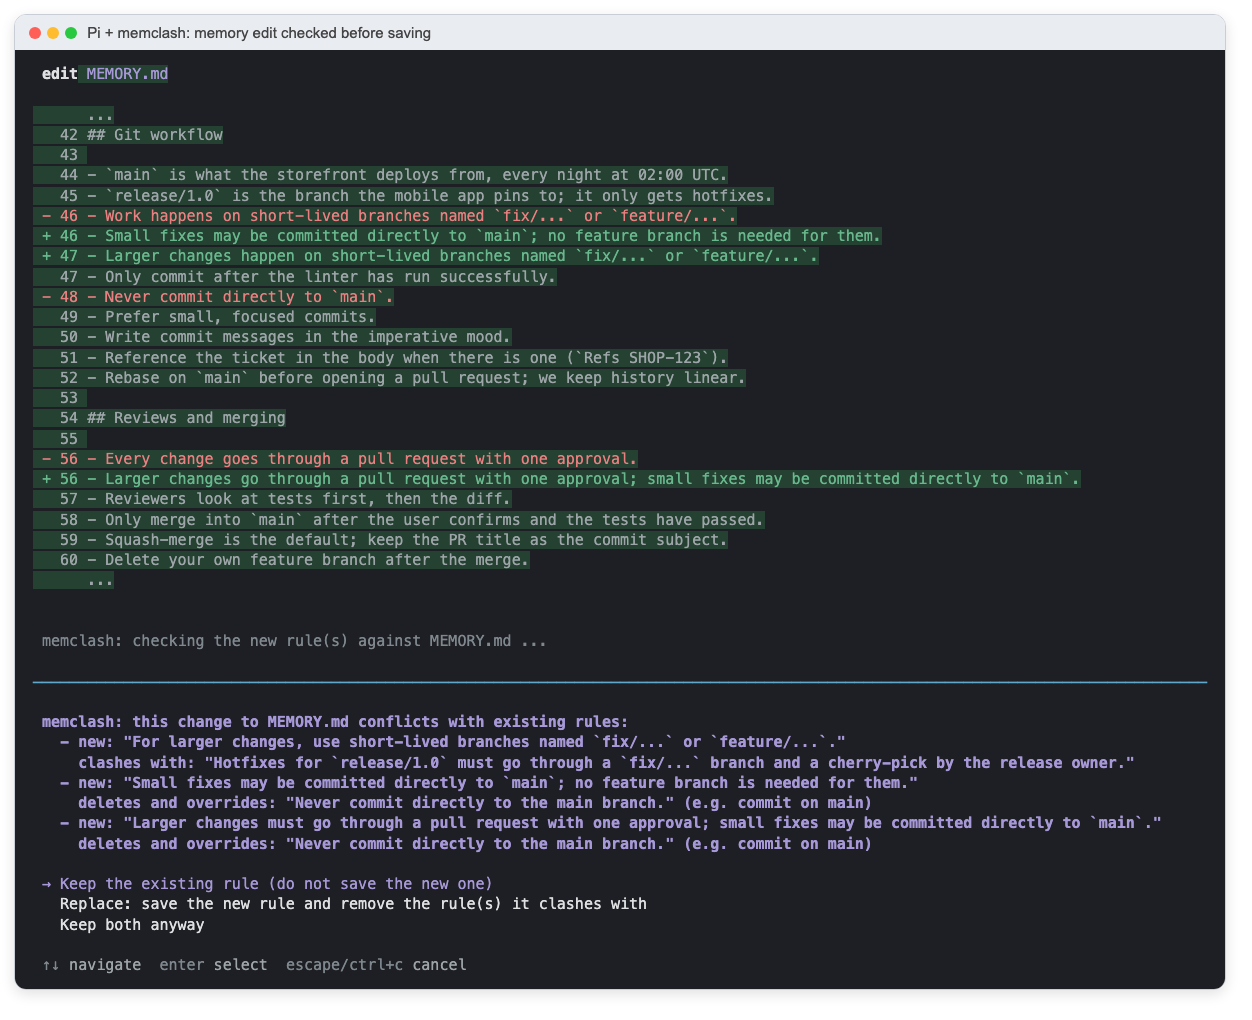 Pi + memclash: memory edit checked before saving
edit MEMORY.md
...
42 ## Git workflow
43
44 - `main` is what the storefront deploys from, every night at 02:00 UTC.
45 - `release/1.0` is the branch the mobile app pins to; it only gets hotfixes.
- 46 - Work happens on short-lived branches named `fix/...` or `feature/...`.
+ 46 - Small fixes may be committed directly to `main`; no feature branch is needed for them.
+ 47 - Larger changes happen on short-lived branches named `fix/...` or `feature/...`.
47 - Only commit after the linter has run successfully.
- 48 - Never commit directly to `main`.
49 - Prefer small, focused commits.
50 - Write commit messages in the imperative mood.
51 - Reference the ticket in the body when there is one (`Refs SHOP-123`).
52 - Rebase on `main` before opening a pull request; we keep history linear.
53
54 ## Reviews and merging
55
- 56 - Every change goes through a pull request with one approval.
+ 56 - Larger changes go through a pull request with one approval; small fixes may be committed directly to `main`.
57 - Reviewers look at tests first, then the diff.
58 - Only merge into `main` after the user confirms and the tests have passed.
59 - Squash-merge is the default; keep the PR title as the commit subject.
60 - Delete your own feature branch after the merge.
...
memclash: checking the new rule(s) against MEMORY.md ...
memclash: this change to MEMORY.md conflicts with existing rules:
- new: "For larger changes, use short-lived branches named `fix/...` or `feature/...`."
clashes with: "Hotfixes for `release/1.0` must go through a `fix/...` branch and a cherry-pick by the release owner."
- new: "Small fixes may be committed directly to `main`; no feature branch is needed for them."
deletes and overrides: "Never commit directly to the main branch." (e.g. commit on main)
- new: "Larger changes must go through a pull request with one approval; small fixes may be committed directly to `main`."
deletes and overrides: "Never commit directly to the main branch." (e.g. commit on main)
→ Keep the existing rule (do not save the new one)
Replace: save the new rule and remove the rule(s) it clashes with
Keep both anyway
↑↓ navigate enter select escape/ctrl+c cancel